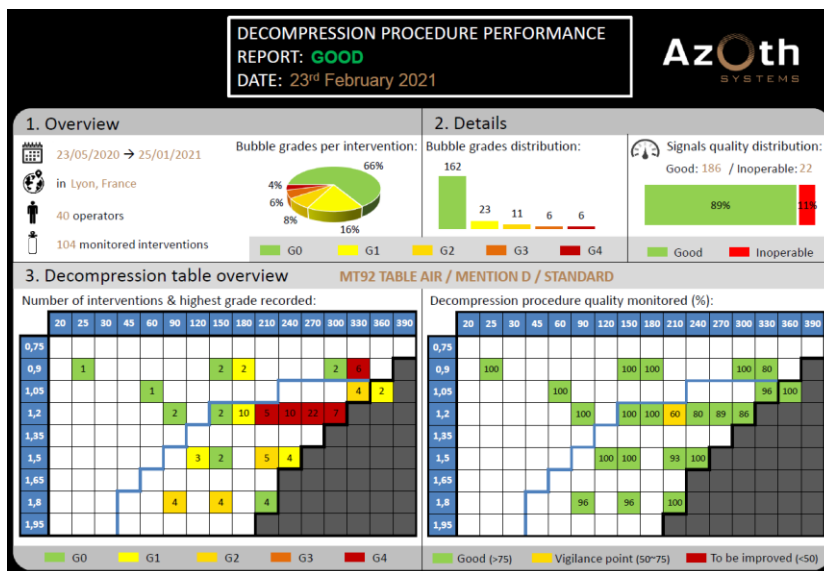 DECOMPRESSION PROCEDURE PERFORMANCE
REPORT: GOOD
DATE: 23rd February 2021
AzOth
SYSTEMS
1. Overview
23/05/2020 → 25/01/2021
in Lyon, France
40 operators
104 monitored interventions
Bubble grades per intervention:
66%
4%
6%
8%
16%
2. Details
Bubble grades distribution:
162
23
11
6
6
G0 G1 G2 G3 G4
Signals quality distribution:
Good: 186 / Inoperable: 22
89% 11%
Good Inoperable
3. Decompression table overview
MT92 TABLE AIR / MENTION D / STANDARD
Number of interventions & highest grade recorded:
20 25 30 45 60 90 120 150 180 210 240 270 300 330 360 390
0,75
0,9 1 2 2 2 6
1,05 1 4 2
1,2 2 2 10 5 10 22 7
1,35
1,5 3 2 5 4
1,65
1,8 4 4 4
1,95
G0 G1 G2 G3 G4
Decompression procedure quality monitored (%):
20 25 30 45 60 90 120 150 180 210 240 270 300 330 360 390
0,75
0,9 100 100 100 100 80
1,05 100 96 100
1,2 100 100 100 60 80 89 86
1,35
1,5 100 100 93 100
1,65
1,8 96 96 100
1,95
Good (>75) Vigilance point (50~75) To be improved (<50)